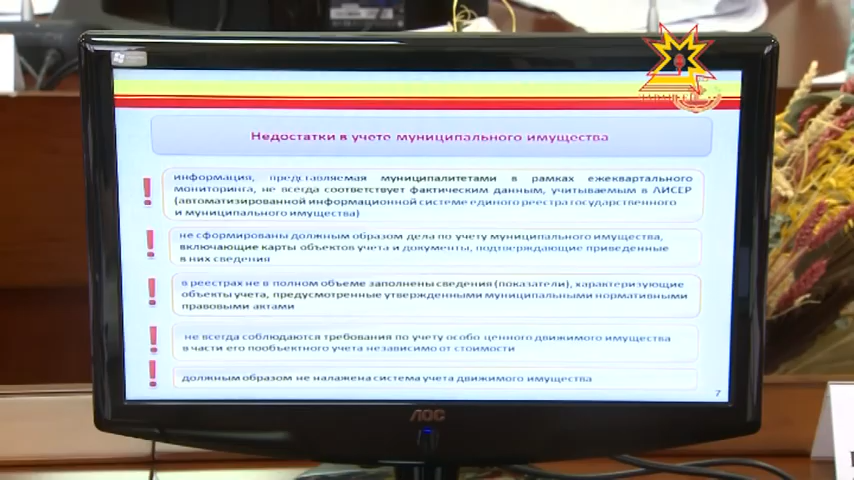 Недостатки в учете муниципального имущества
информация, представляемая муниципалитетами в рамках ежеквартального
мониторинга, не всегда соответствует фактическим данным, учитываемым в АИСЕР
(автоматизированной информационной системе единого реестра государственного
и муниципального имущества)
не сформированы должным образом дела по учету муниципального имущества,
включающие карты объектов учета и документы, подтверждающие приведенные
в них сведения
в реестрах не в полном объеме заполнены сведения (показатели), характеризующие
объекты учета, предусмотренные утвержденными муниципальными нормативными
правовыми актами
не всегда соблюдаются требования по учету особо ценного движимого имущества
в части его пообъектного учета независимо от стоимости
должным образом не налажена система учета движимого имущества
7
AOC